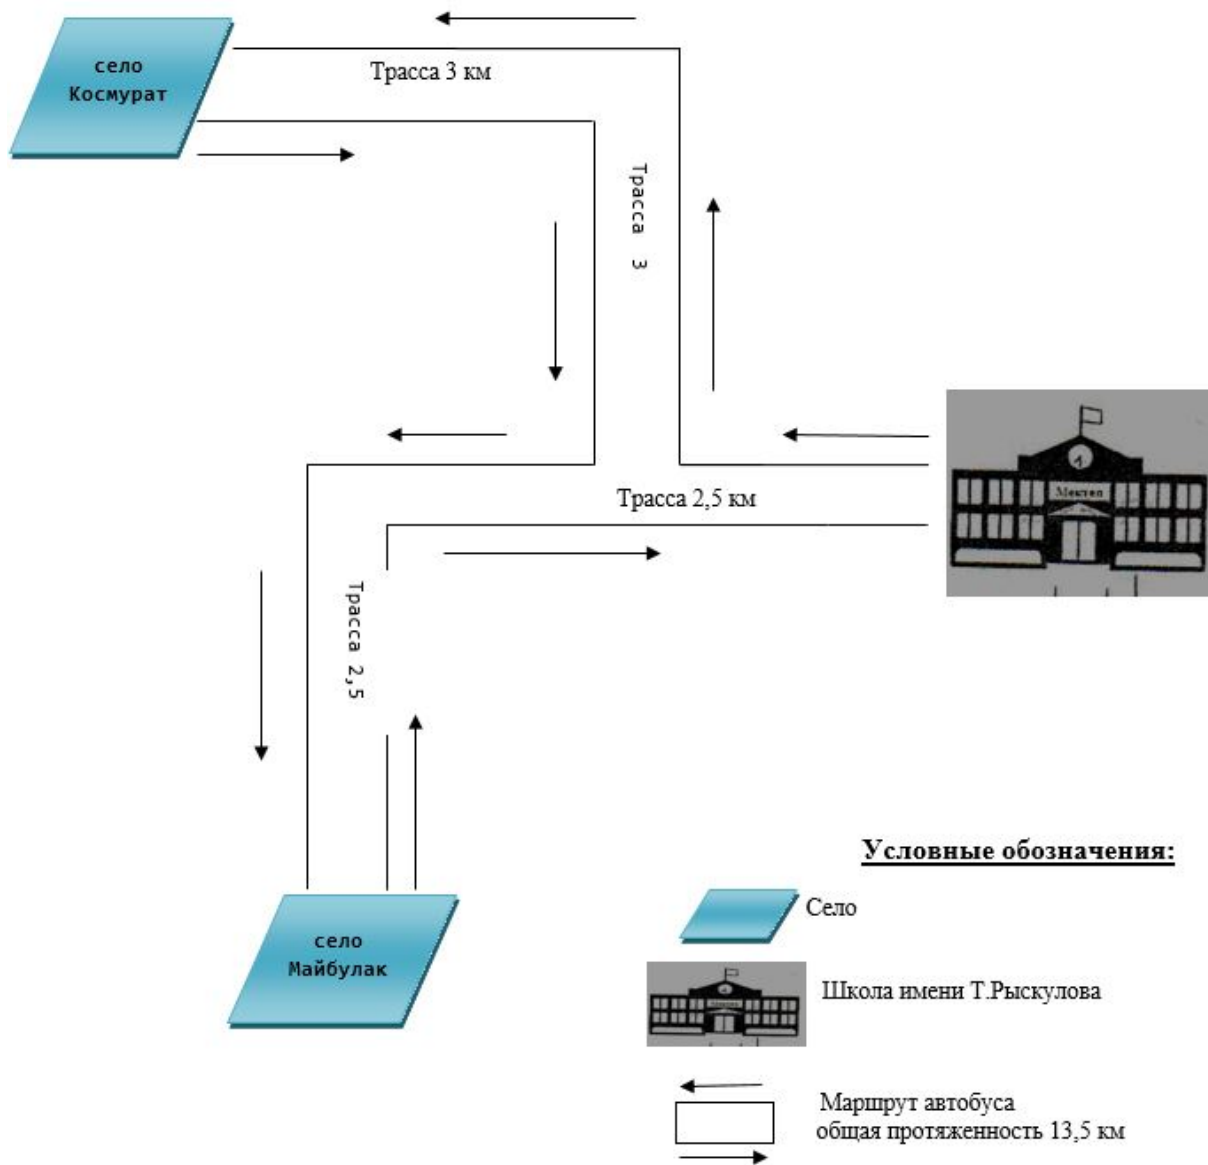 село
Космурат
Трасса 3 км
Трасса 3
Мектеп
Трасса 2,5 км
Трасса 2,5
село
Майбулак
Условные обозначения:
Село
Школа имени Т.Рыскулова
Маршрут автобуса
общая протяженность 13,5 км